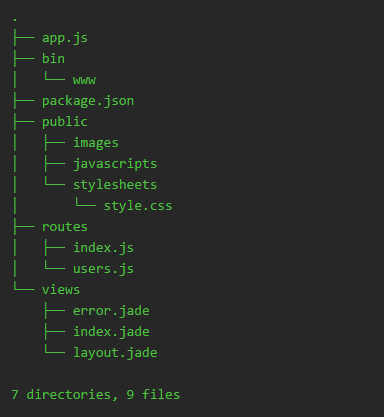 .
├── app.js
├── bin
│   └── www
├── package.json
├── public
│   ├── images
│   ├── javascripts
│   └── stylesheets
│       └── style.css
├── routes
│   ├── index.js
│   └── users.js
└── views
    ├── error.jade
    ├── index.jade
    └── layout.jade

7 directories, 9 files